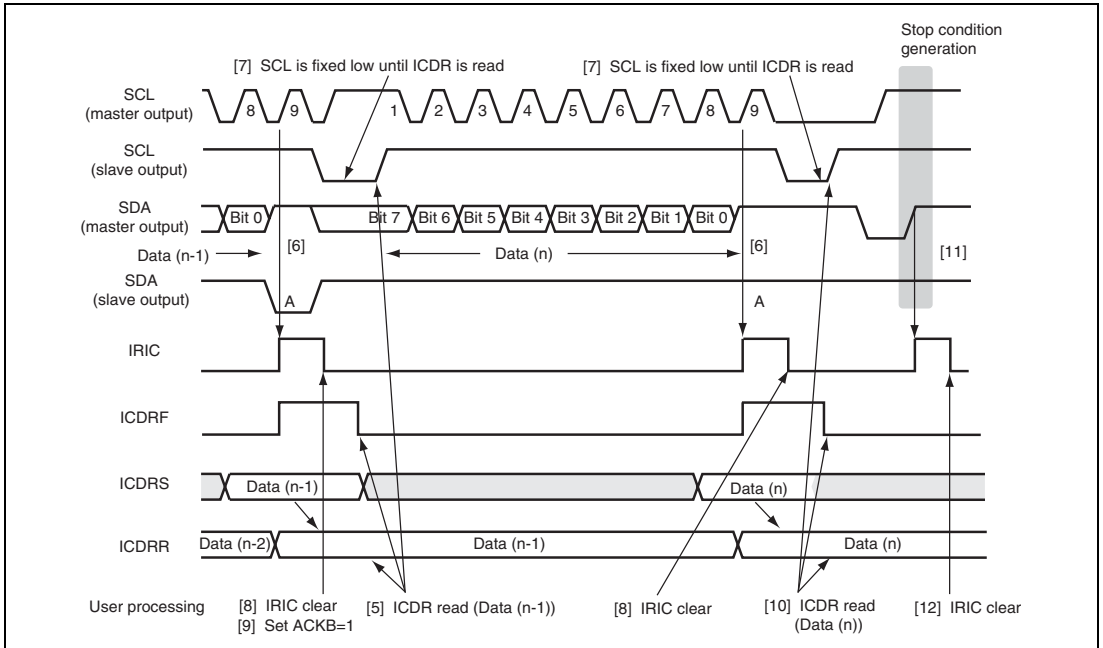 Stop condition
generation
[7] SCL is fixed low until ICDR is read
[7] SCL is fixed low until ICDR is read
SCL
(master output)
8
9
1
2
3
4
5
6
7
8
9
SCL
(slave output)
SDA
(master output)
Bit 0
Bit 7
Bit 6
Bit 5
Bit 4
Bit 3
Bit 2
Bit 1
Bit 0
Data (n-1)
[6]
Data (n)
[6]
[11]
SDA
(slave output)
A
A
IRIC
ICDRF
ICDRS
Data (n-1)
Data (n)
ICDRR
Data (n-2)
Data (n-1)
Data (n)
User processing
[8] IRIC clear
[9] Set ACKB=1
[5] ICDR read (Data (n-1))
[8] IRIC clear
[10] ICDR read
(Data (n))
[12] IRIC clear